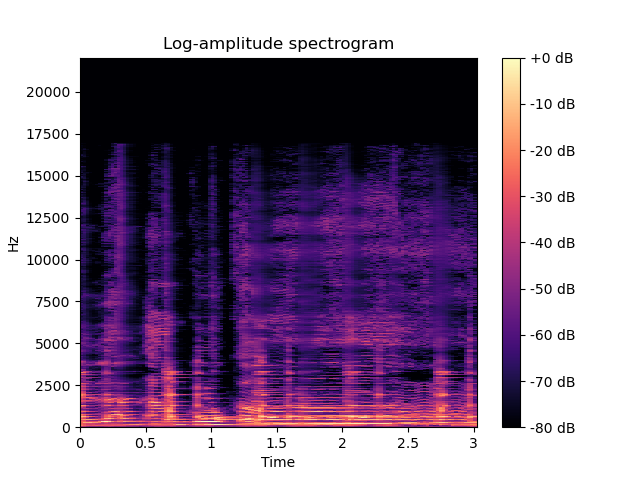 Log-amplitude spectrogram
Hz
20000
17500
15000
12500
10000
7500
5000
2500
0
0 0.5 1 1.5 2 2.5 3
Time
+0 dB
-10 dB
-20 dB
-30 dB
-40 dB
-50 dB
-60 dB
-70 dB
-80 dB